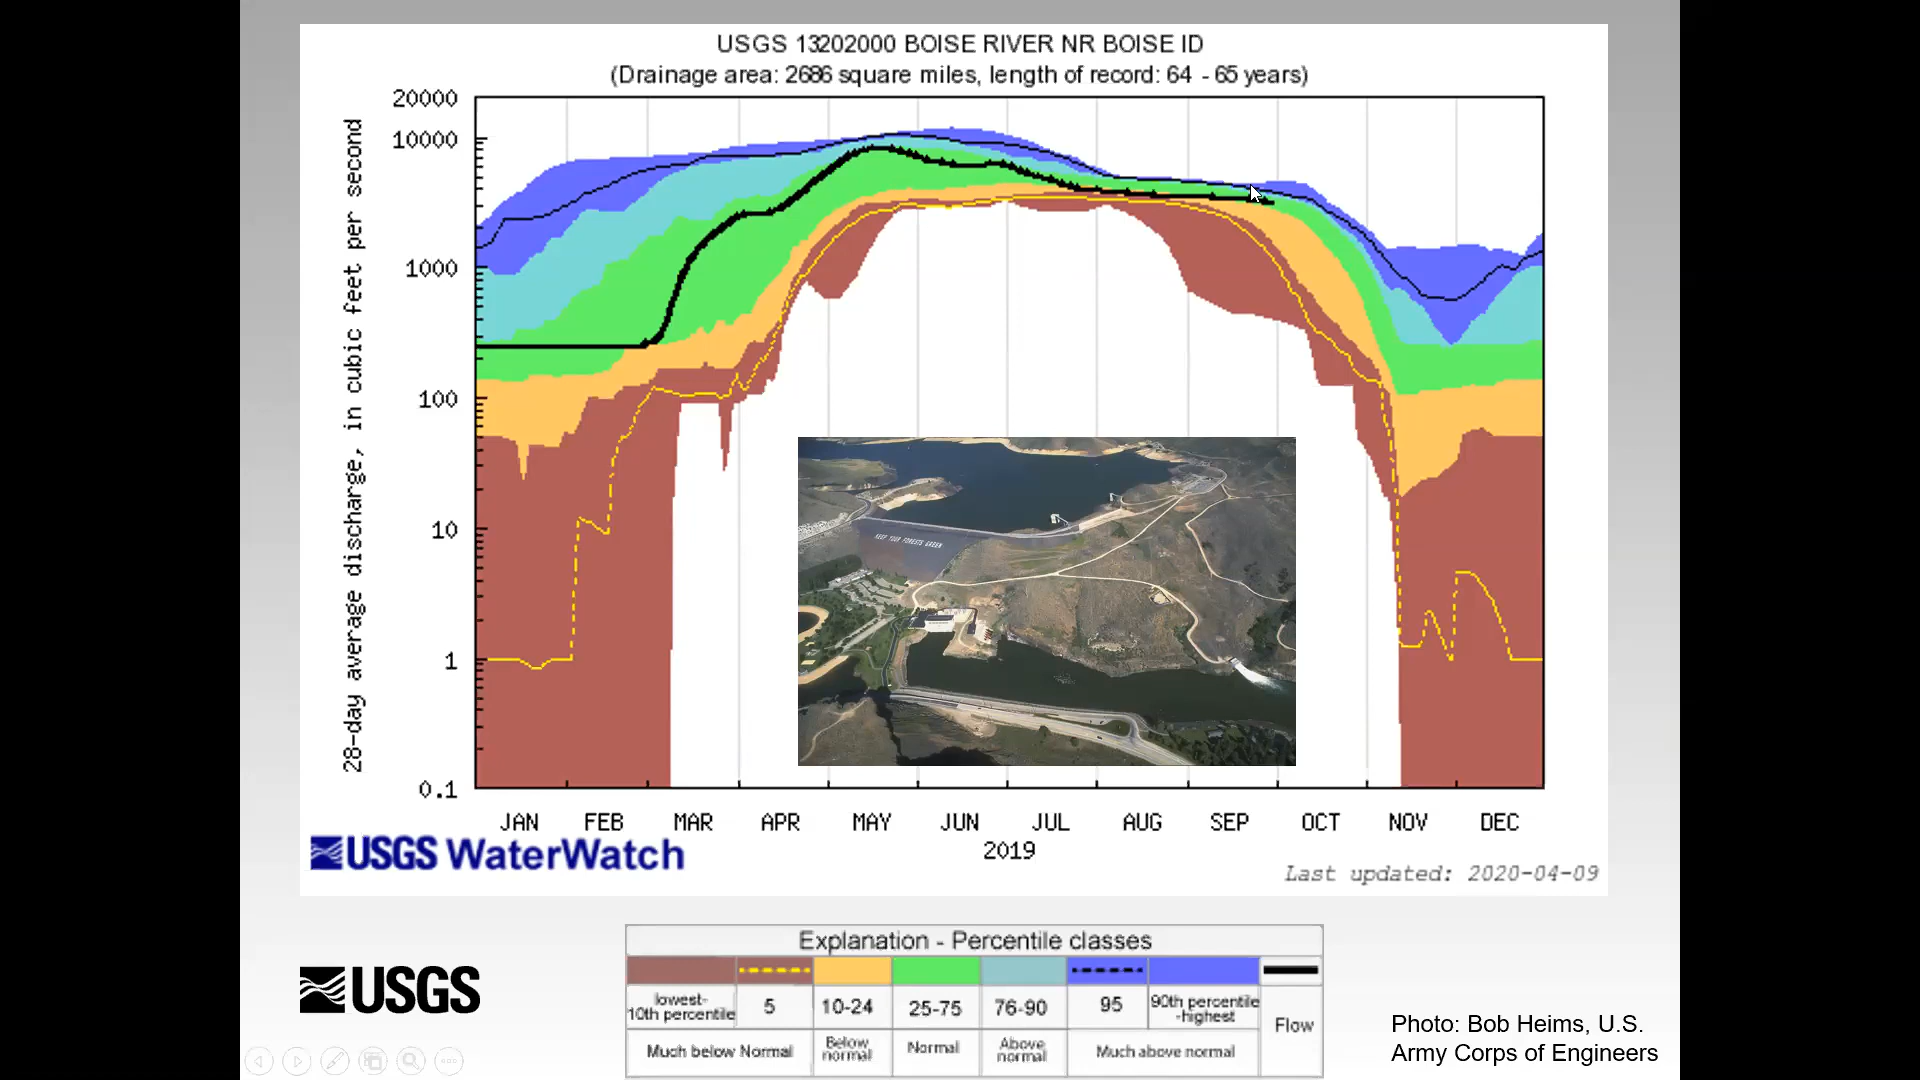 USGS 13202000 BOISE RIVER NR BOISE ID
(Drainage area: 2686 square miles, length of record: 64 - 65 years)
28-day average discharge, in cubic feet per second
20000
10000
1000
100
10
1
0.1
KEEP YOUR FORESTS GREEN
JAN FEB MAR APR MAY JUN JUL AUG SEP OCT NOV DEC
2019
USGS WaterWatch
Last updated: 2020-04-09
Explanation - Percentile classes
lowest-10th percentile 5 10-24 25-75 76-90 95 90th percentile-highest Flow
Much below Normal Below normal Normal Above normal Much above normal
USGS
Photo: Bob Heims, U.S.
Army Corps of Engineers